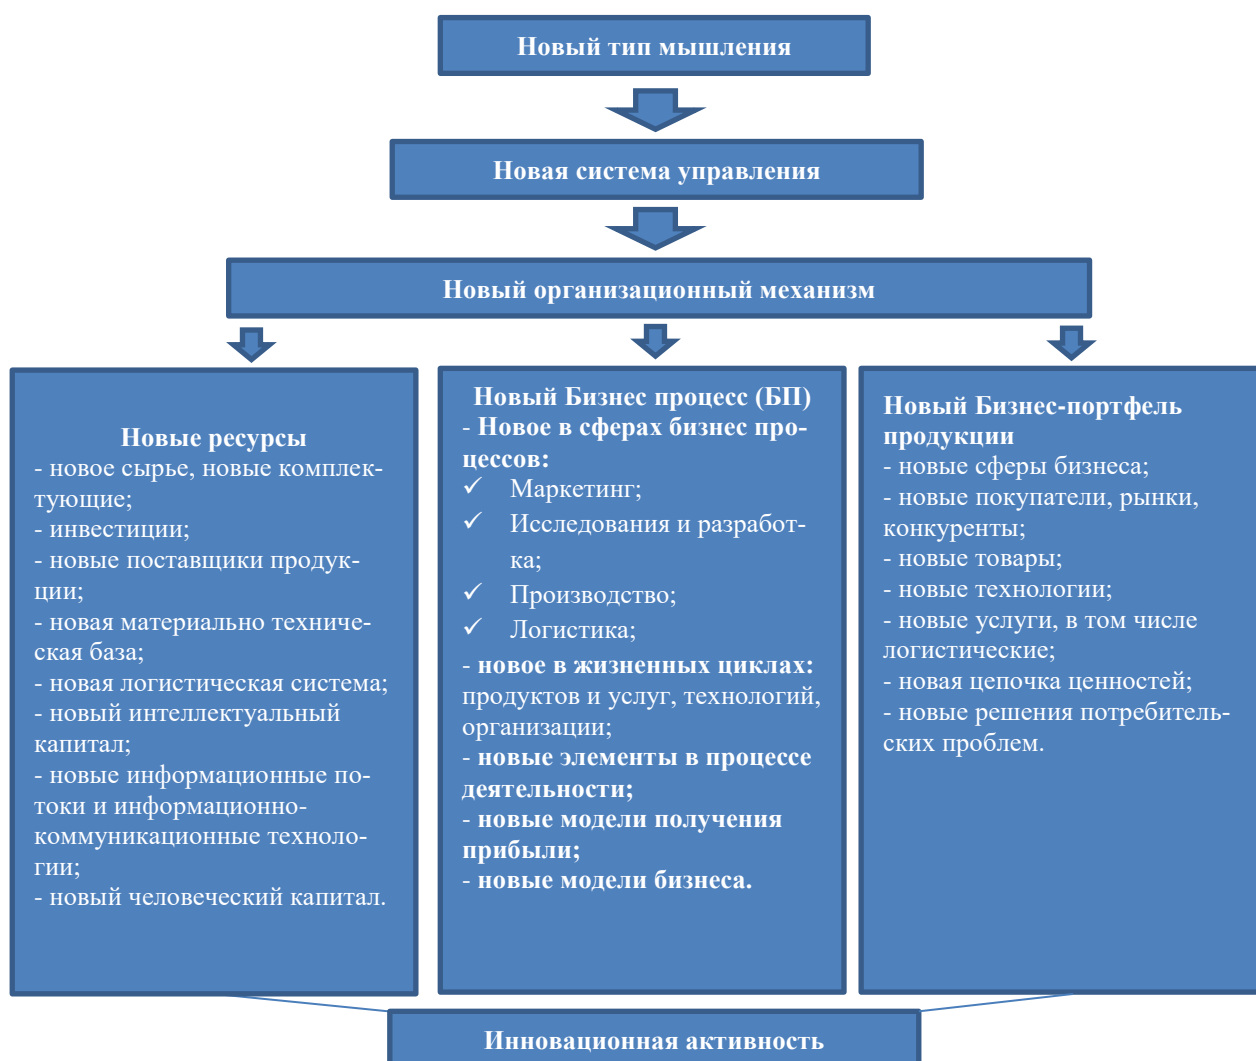 Новый тип мышления
Новая система управления
Новый организационный механизм
Новые ресурсы
- новое сырье, новые комплек-
тующие;
- инвестиции;
- новые поставщики продук-
ции;
- новая материально техниче-
ская база;
- новая логистическая система;
- новый интеллектуальный
капитал;
- новые информационные по-
токи и информационно-
коммуникационные техноло-
гии;
- новый человеческий капитал.
Новый Бизнес процесс (БП)
- Новое в сферах бизнес про-
цессов:
✓ Маркетинг;
✓ Исследования и разработ-
ка;
✓ Производство;
✓ Логистика;
- новое в жизненных циклах:
продуктов и услуг, технологий,
организации;
- новые элементы в процессе
деятельности;
- новые модели получения
прибыли;
- новые модели бизнеса.
Новый Бизнес-портфель
продукции
- новые сферы бизнеса;
- новые покупатели, рынки,
конкуренты;
- новые товары;
- новые технологии;
- новые услуги, в том числе
логистические;
- новая цепочка ценностей;
- новые решения потребитель-
ских проблем.
Инновационная активность